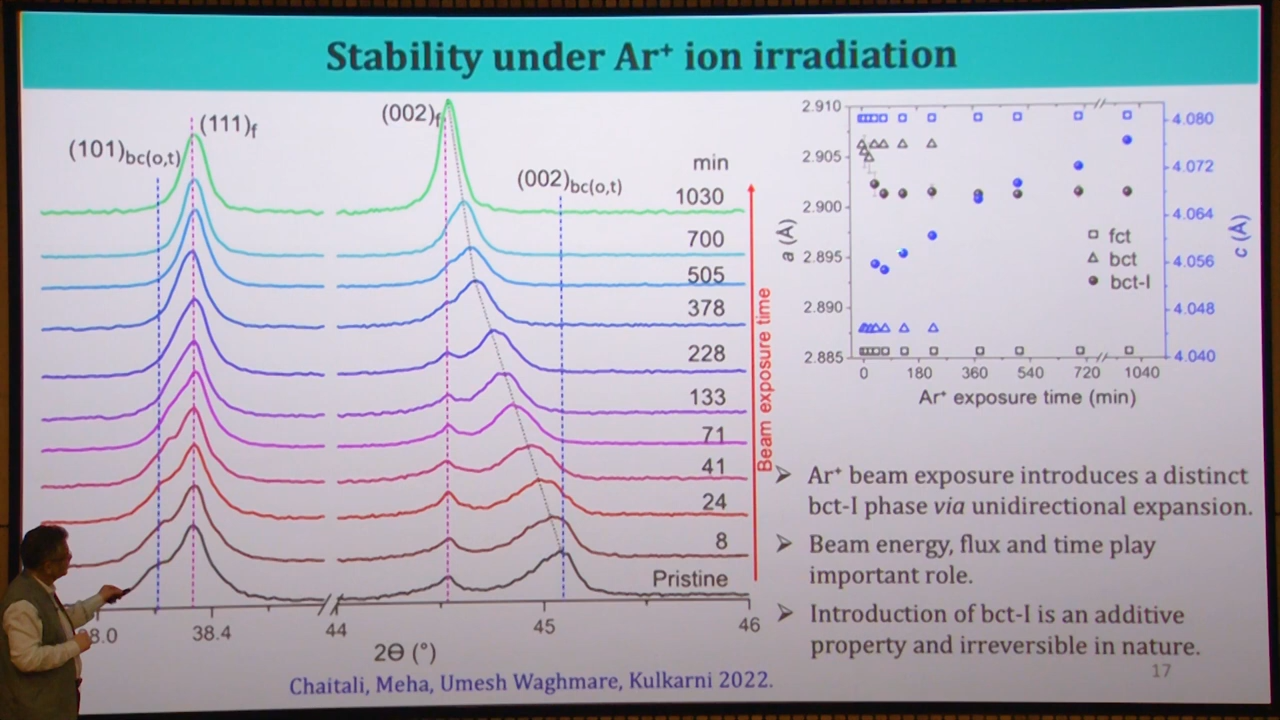 Stability under Ar⁺ ion irradiation
(101)bc(o,t)
(111)f
(002)f
(002)bc(o,t)
min
1030
700
505
378
228
133
71
41
24
8
Pristine
Beam exposure time
38.4
44
45
46
2Θ (°)
2.910
2.905
2.900
2.895
2.890
2.885
a (Å)
4.080
4.072
4.064
4.056
4.048
4.040
c (Å)
fct
bct
bct-I
0
180
360
540
720
1040
Ar⁺ exposure time (min)
➢ Ar⁺ beam exposure introduces a distinct
bct-I phase via unidirectional expansion.
➢ Beam energy, flux and time play
important role.
➢ Introduction of bct-I is an additive
property and irreversible in nature.
17
Chaitali, Meha, Umesh Waghmare, Kulkarni 2022.